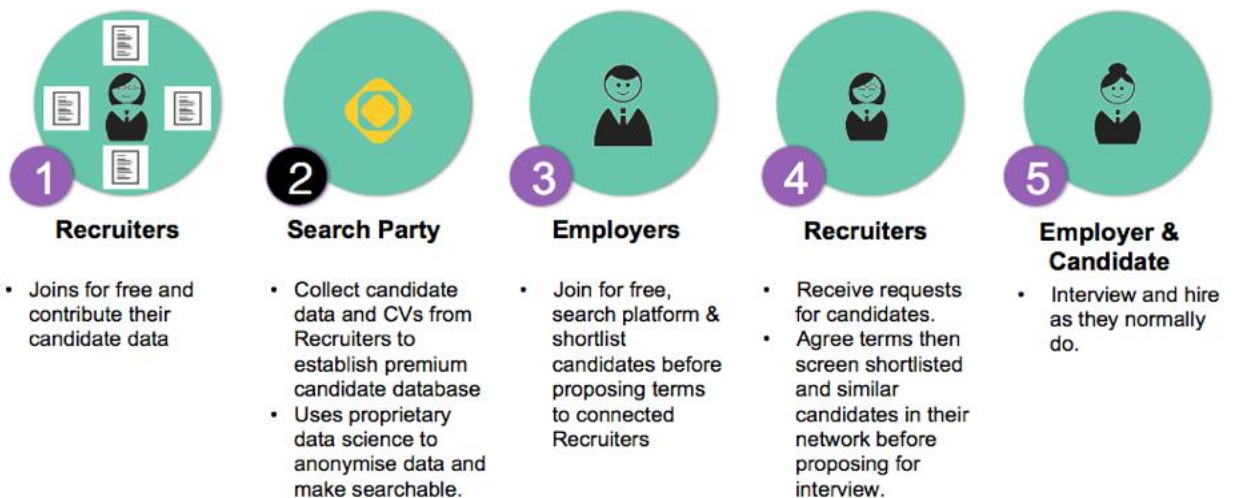 1
Recruiters
• Joins for free and
contribute their
candidate data
2
Search Party
• Collect candidate
data and CVs from
Recruiters to
establish premium
candidate database
• Uses proprietary
data science to
anonymise data and
make searchable.
3
Employers
• Join for free,
search platform &
shortlist
candidates before
proposing terms
to connected
Recruiters
4
Recruiters
• Receive requests
for candidates.
• Agree terms then
screen shortlisted
and similar
candidates in their
network before
proposing for
interview.
5
Employer &
Candidate
• Interview and hire
as they normally
do.